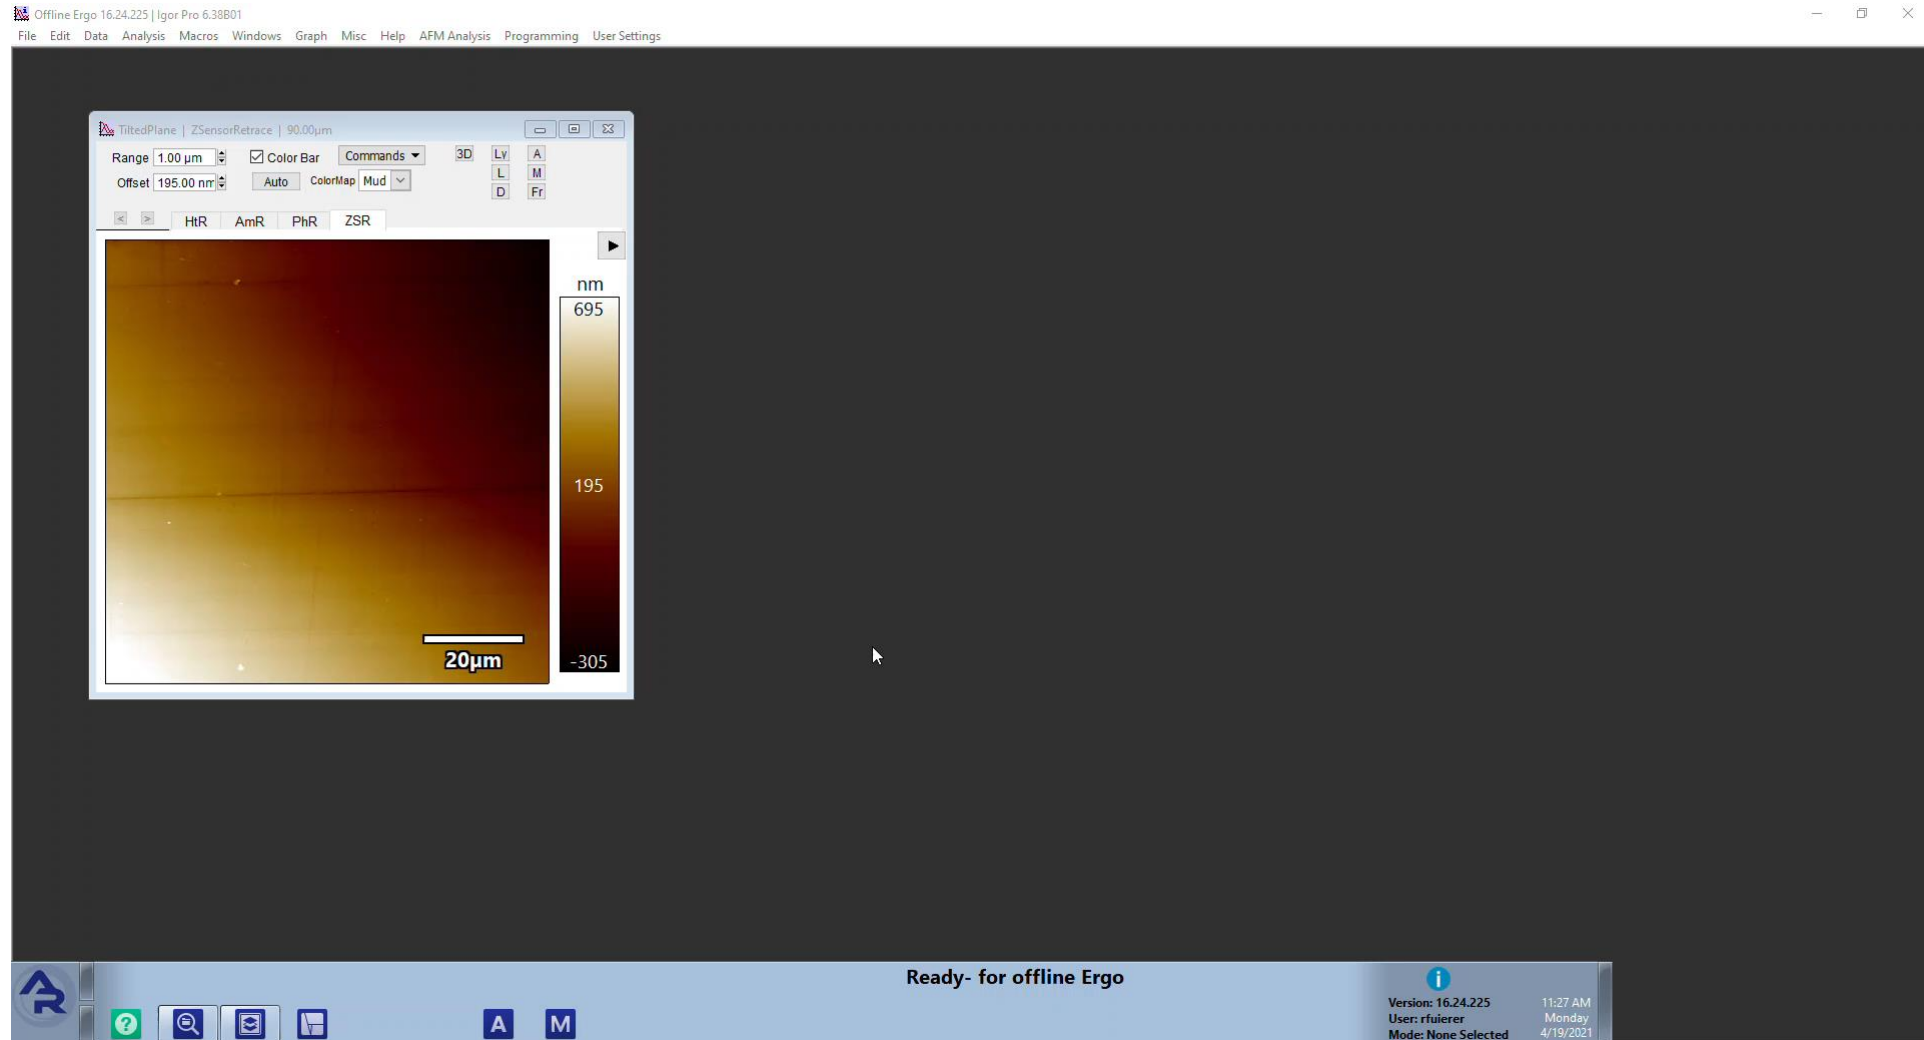 Offline Ergo 16.24.225 | Igor Pro 6.38B01
File Edit Data Analysis Macros Windows Graph Misc Help AFM Analysis Programming User Settings
TiltedPlane | ZSensorRetrace | 90.00µm
Range 1.00 µm Color Bar Commands 3D Ly A
L M
Offset 195.00 nm Auto ColorMap Mud
D Fr
< > HtR AmR PhR ZSR
nm
695
195
-305
20µm
Ready- for offline Ergo
Version: 16.24.225 11:27 AM
User: rfuierer Monday
Mode: None Selected 4/19/2021
A M